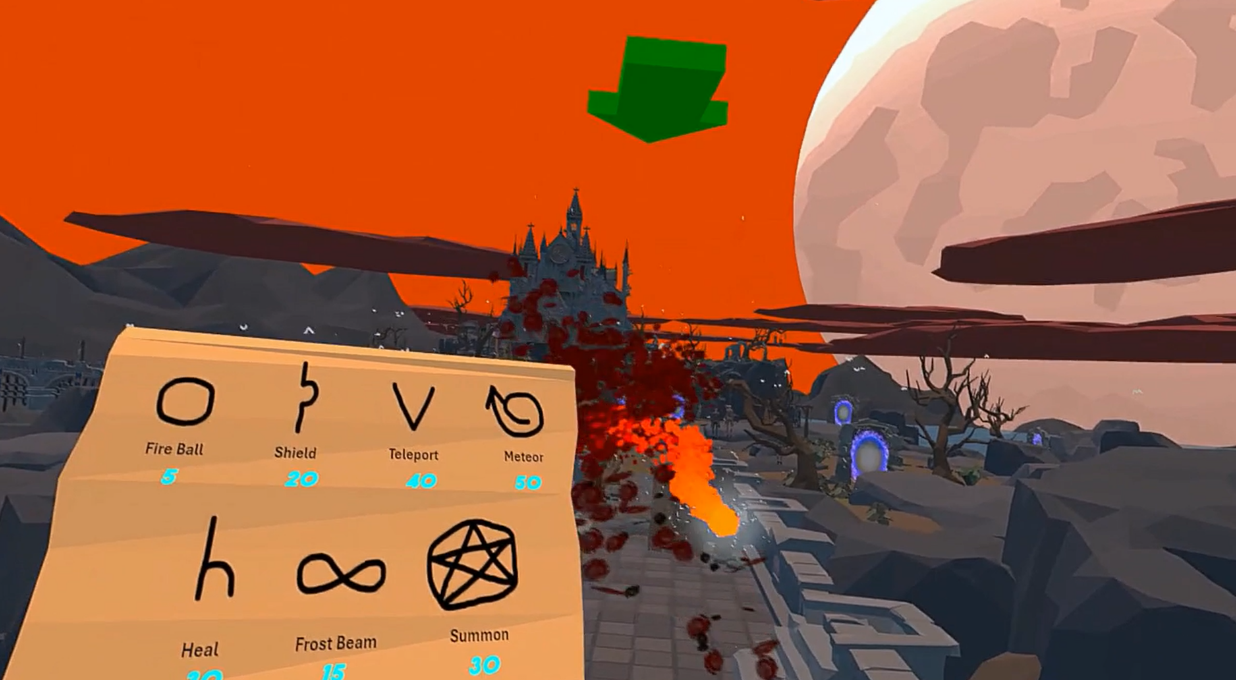 Fire Ball Shield Teleport Meteor
5 20 40 50
Heal Frost Beam Summon
15 30